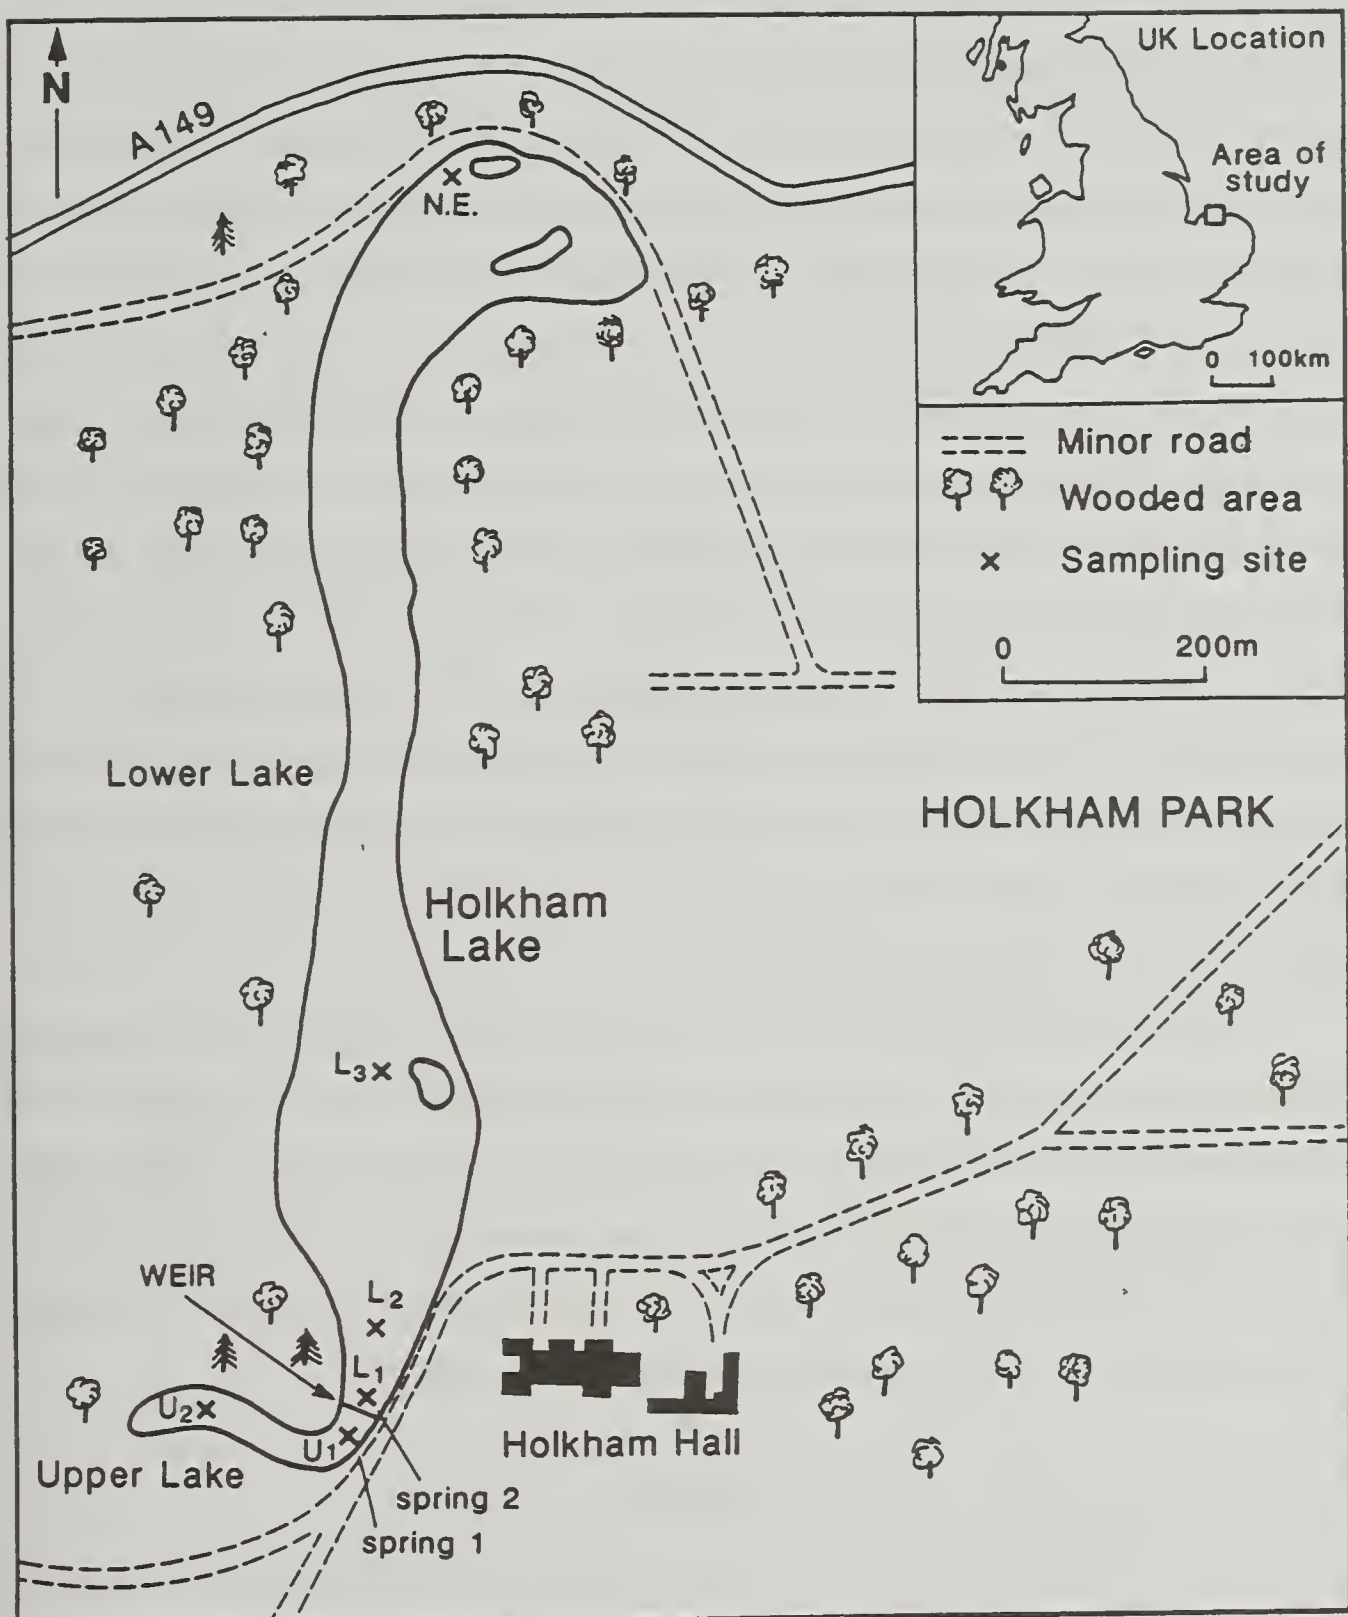 N
A149
N.E.
UK Location
Area of
study
0 100km
Minor road
Wooded area
Sampling site
0 200m
Lower Lake
HOLKHAM PARK
Holkham
Lake
L3
WEIR
L2
L1
U2
U1
Upper Lake
Holkham Hall
spring 2
spring 1